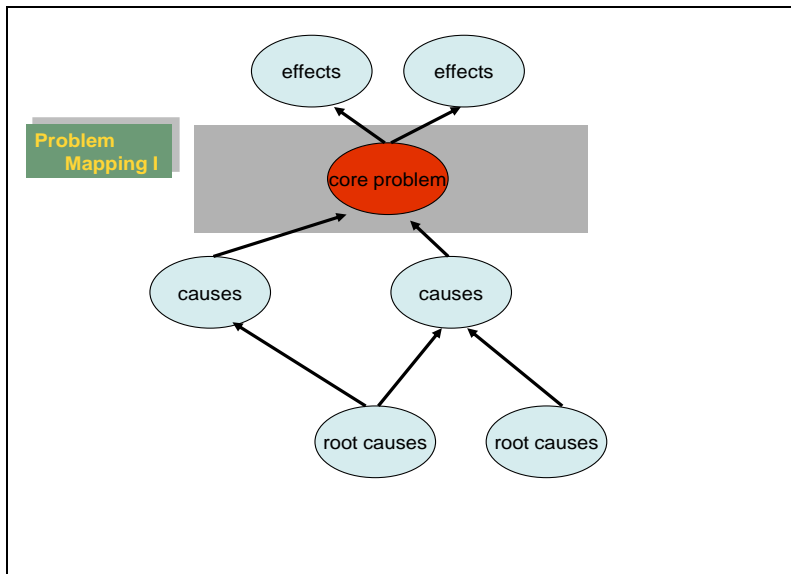 effects
effects
Problem
Mapping I
core problem
causes
causes
root causes
root causes